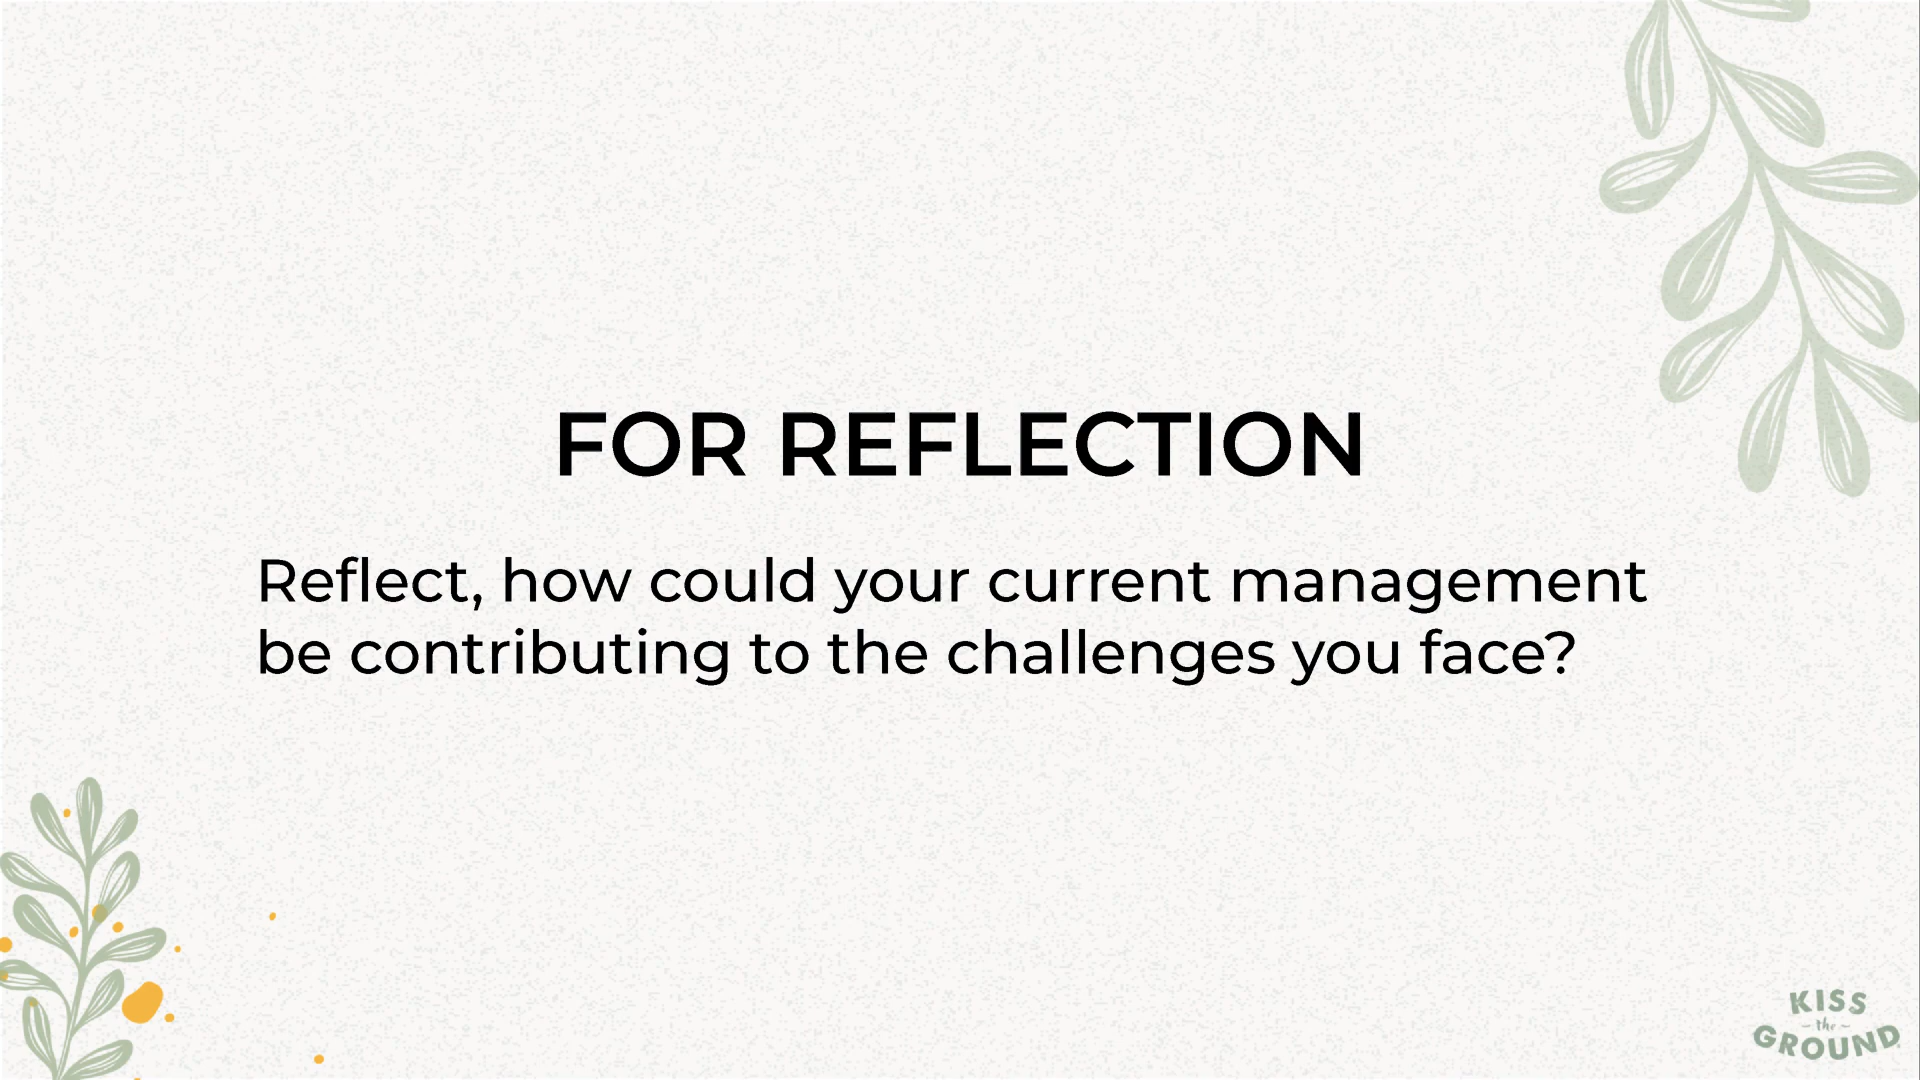 FOR REFLECTION
Reflect, how could your current management
be contributing to the challenges you face?
KISS
the
GROUND